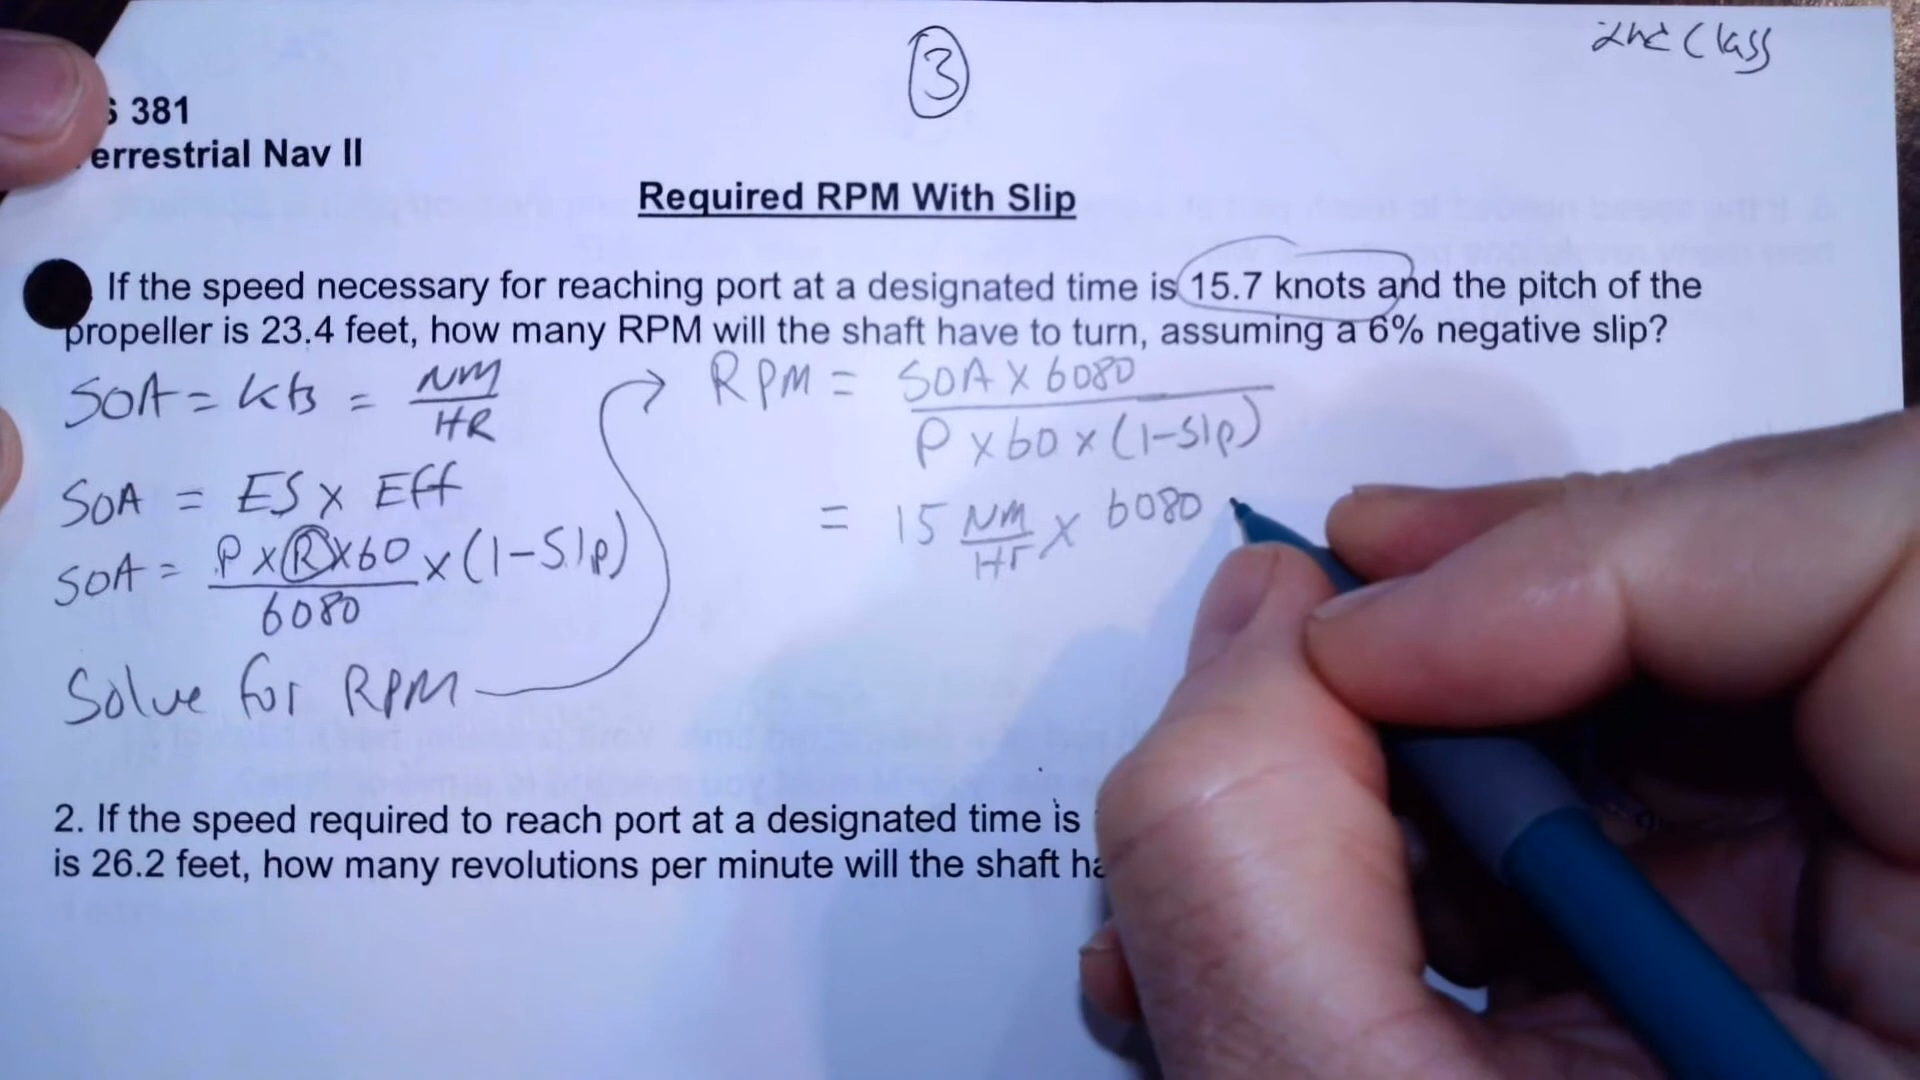 3
2nd Class
S 381
errestrial Nav II
Required RPM With Slip
If the speed necessary for reaching port at a designated time is 15.7 knots and the pitch of the
propeller is 23.4 feet, how many RPM will the shaft have to turn, assuming a 6% negative slip?
SOA = kts = NM/HR
SOA = ES x Eff
SOA = P x R x 60 / 6080 x (1-Slp)
Solve for RPM
RPM = SOA x 6080 / P x 60 x (1-Slp)
= 15 NM/Hr x 6080
2. If the speed required to reach port at a designated time is
is 26.2 feet, how many revolutions per minute will the shaft ha